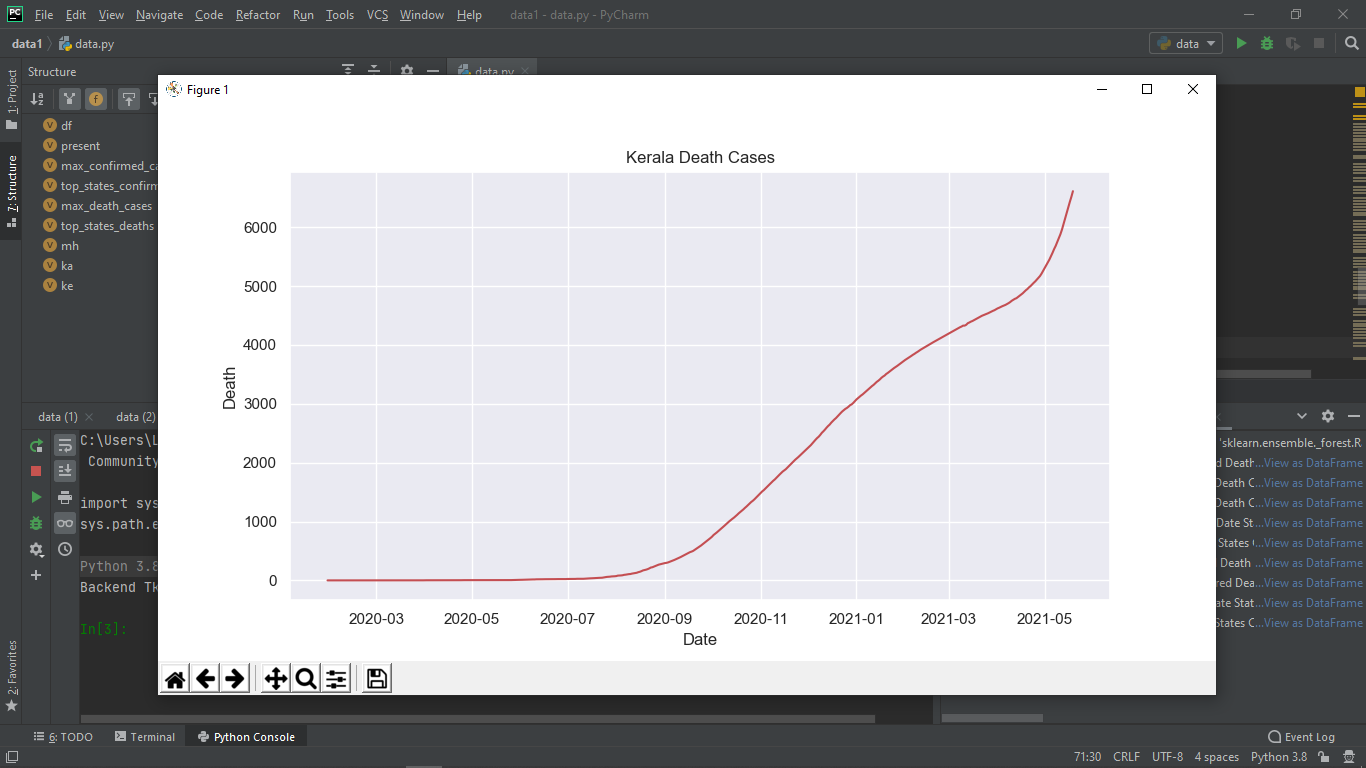 PC File Edit View Navigate Code Refactor Run Tools VCS Window Help data1 - data.py - PyCharm
data1 data.py data
1: Project
7: Structure
2: Favorites
Structure data.py
df
present
max_confirmed_ca
top_states_confirm
max_death_cases
top_states_deaths
mh
ka
ke
Figure 1
Kerala Death Cases
Death
6000
5000
4000
3000
2000
1000
0
2020-03 2020-05 2020-07 2020-09 2020-11 2021-01 2021-03 2021-05
Date
data (1) data (2)
C:\Users\L
Community
import sys
sys.path.e
Python 3.8
Backend Tk
In[3]:
'sklearn.ensemble._forest.R
d Death ...View as DataFrame
Death C...View as DataFrame
Death C...View as DataFrame
Date St...View as DataFrame
States ...View as DataFrame
Death ...View as DataFrame
red Dea...View as DataFrame
ate Stat...View as DataFrame
States C...View as DataFrame
6: TODO Terminal Python Console Event Log
71:30 CRLF UTF-8 4 spaces Python 3.8